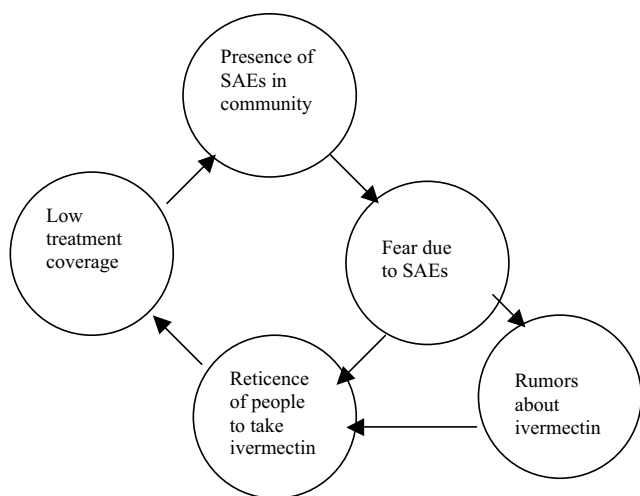 Presence of
SAEs in
community
Low
treatment
coverage
Fear due
to SAEs
Reticence
of people
to take
ivermectin
Rumors
about
ivermectin